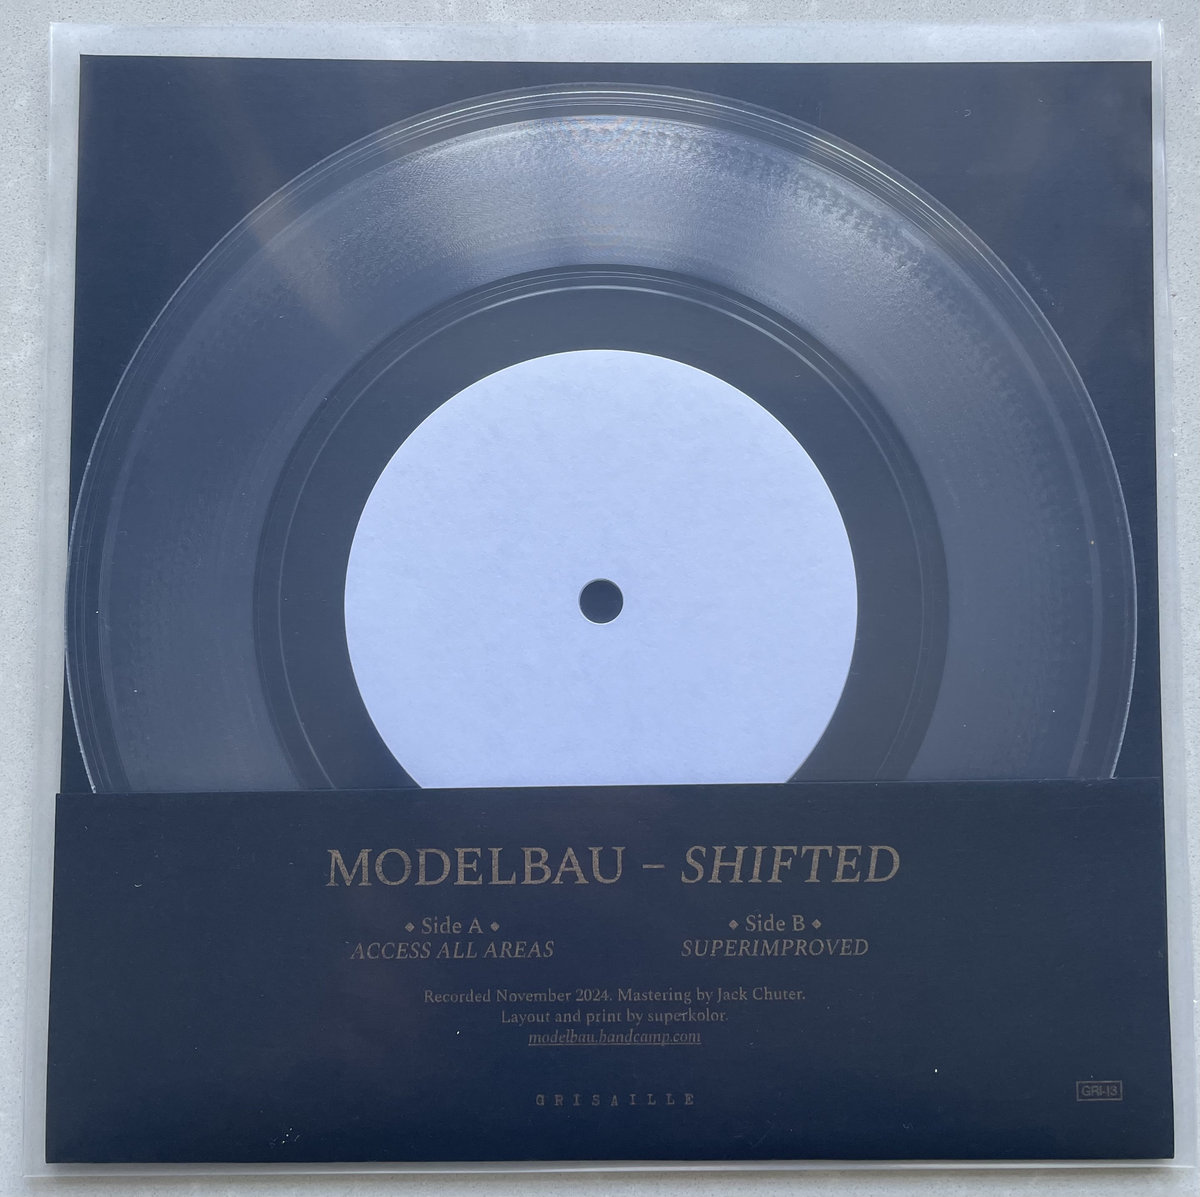 MODELBAU – SHIFTED
◆ Side A ◆
ACCESS ALL AREAS
◆ Side B ◆
SUPERIMPROVED
Recorded November 2024. Mastering by Jack Chuter.
Layout and print by superkolor.
modelbau.bandcamp.com
GRISAILLE
GRI-13